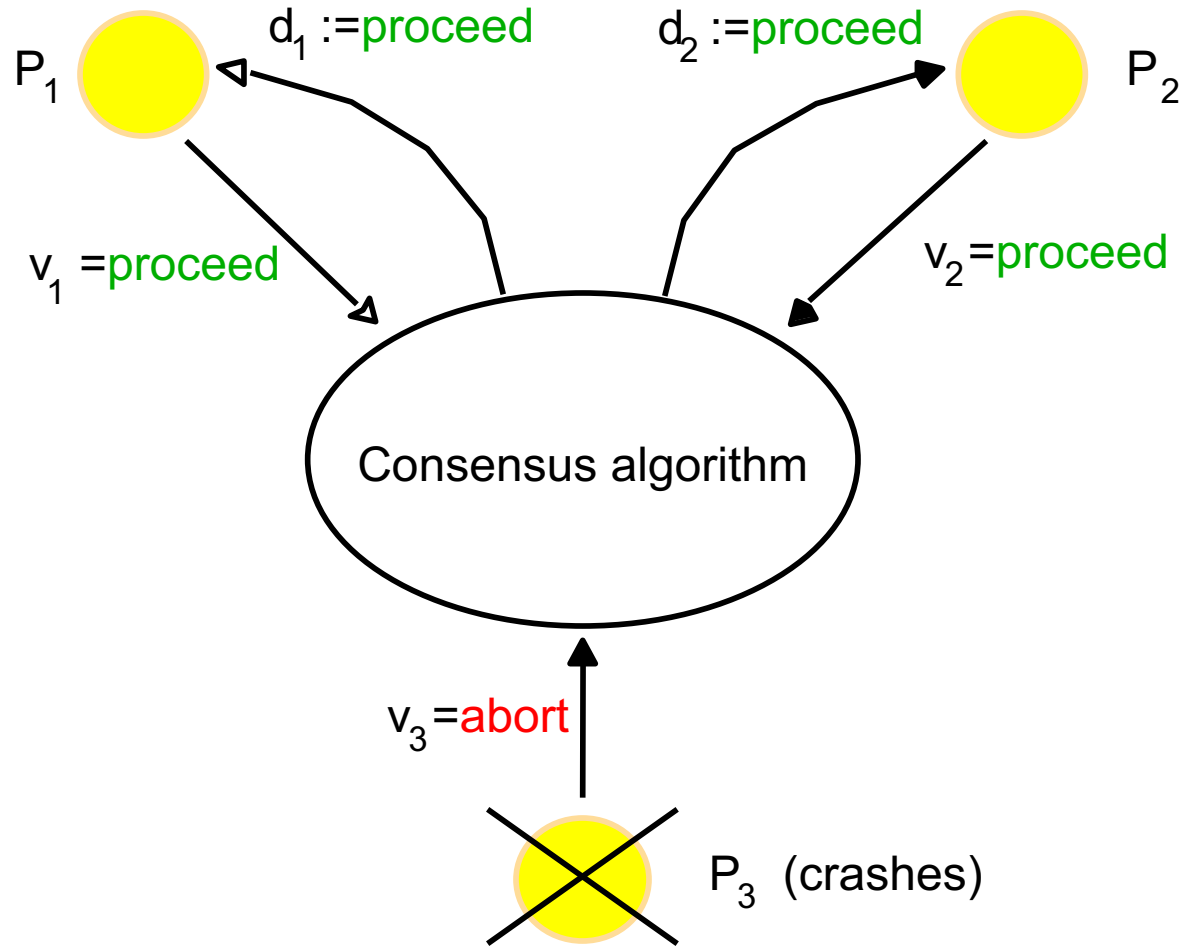 d₁ :=proceed
d₂ :=proceed
P₁
P₂
v₁ =proceed
v₂=proceed
Consensus algorithm
v₃=abort
P₃ (crashes)